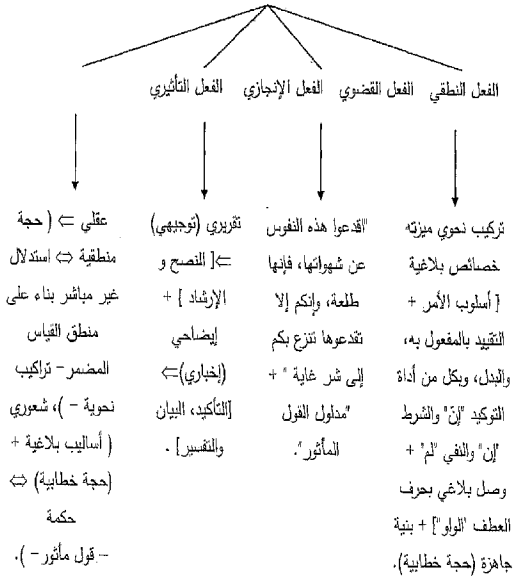 الفعل النطقي الفعل القضوي الفعل الإنجازي الفعل التأثيري
تركيب نحوي ميزته
خصائص بلاغية
[ أسلوب الأمر +
التقييد بالمفعول به،
والبدل، وبكل من أداة
التوكيد "إنّ" والشرط
"إن" والنفي "لم" +
وصل بلاغي بحرف
العطف "الواو"] + بنية
جاهزة (حجة خطابية).
"اقدعوا هذه النفوس
عن شهواتها، فإنها
طلعة، وإنكم إلا
تقدعوها تنزع بكم
إلى شر غاية " +
"مدلول القول
المأثور".
تقريري (توجيهي)
⇐[ النصح و
الإرشاد ] +
إيضاحي
(إخباري)⇐
[التأكيد، البيان
والتفسير] .
عقلي ⇐ ( حجة
منطقية ⇔ استدلال
غير مباشر بناء على
منطق القياس
المضمر– تراكيب
نحوية – )، شعوري
( أساليب بلاغية +
(حجة خطابية) ⇔
حكمة
– قول مأثور– ).